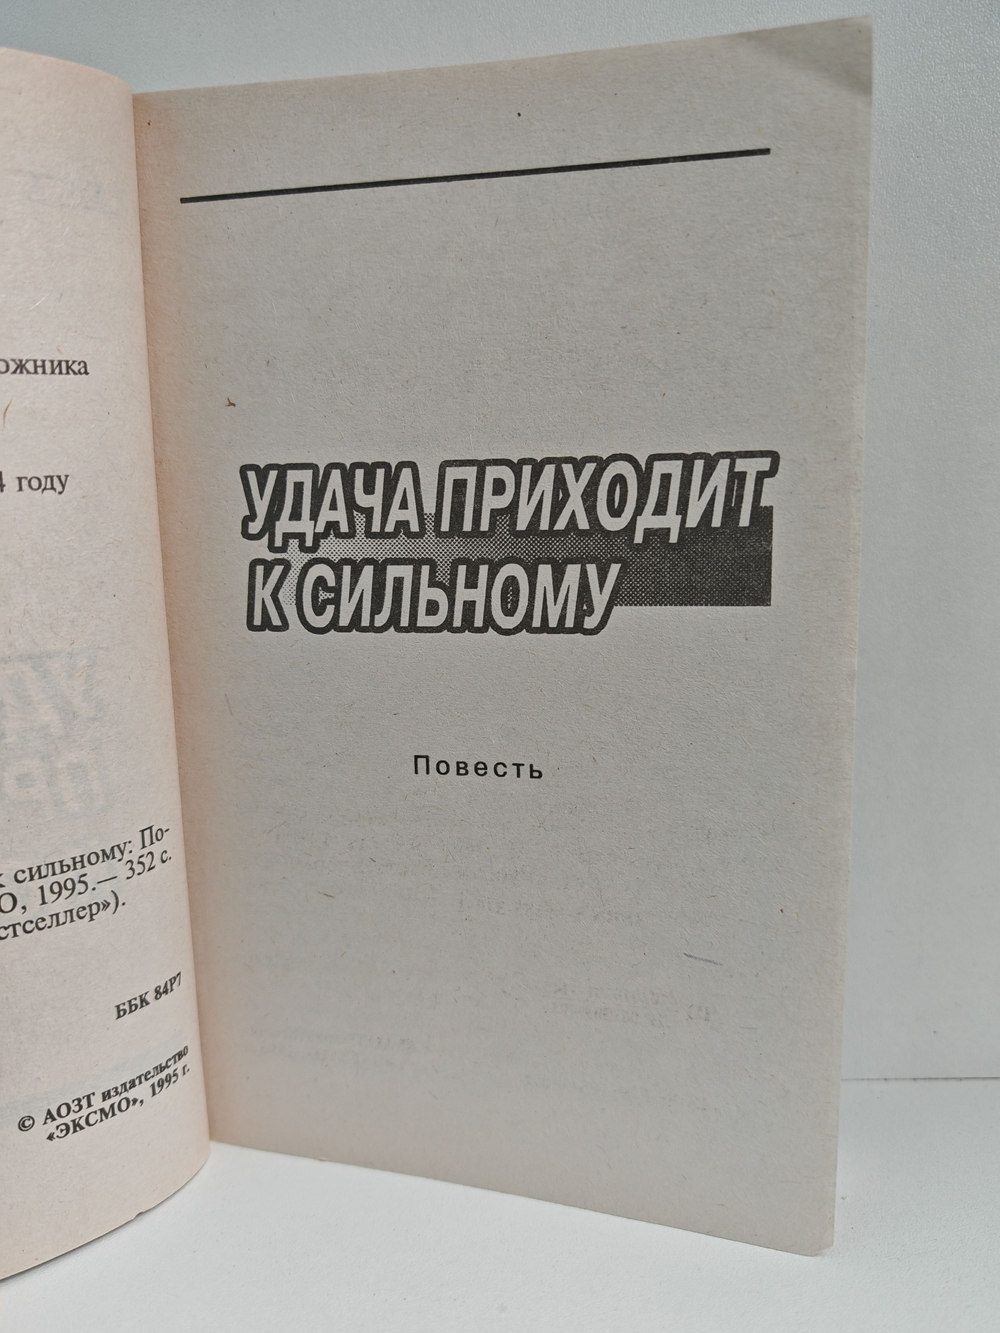 ожника
4 году
к сильному: По-
О, 1995.— 352 с.
стселлер»).
ББК 84Р7
© АОЗТ издательство
«ЭКСМО», 1995 г.
УДАЧА ПРИХОДИТ
К СИЛЬНОМУ
Повесть